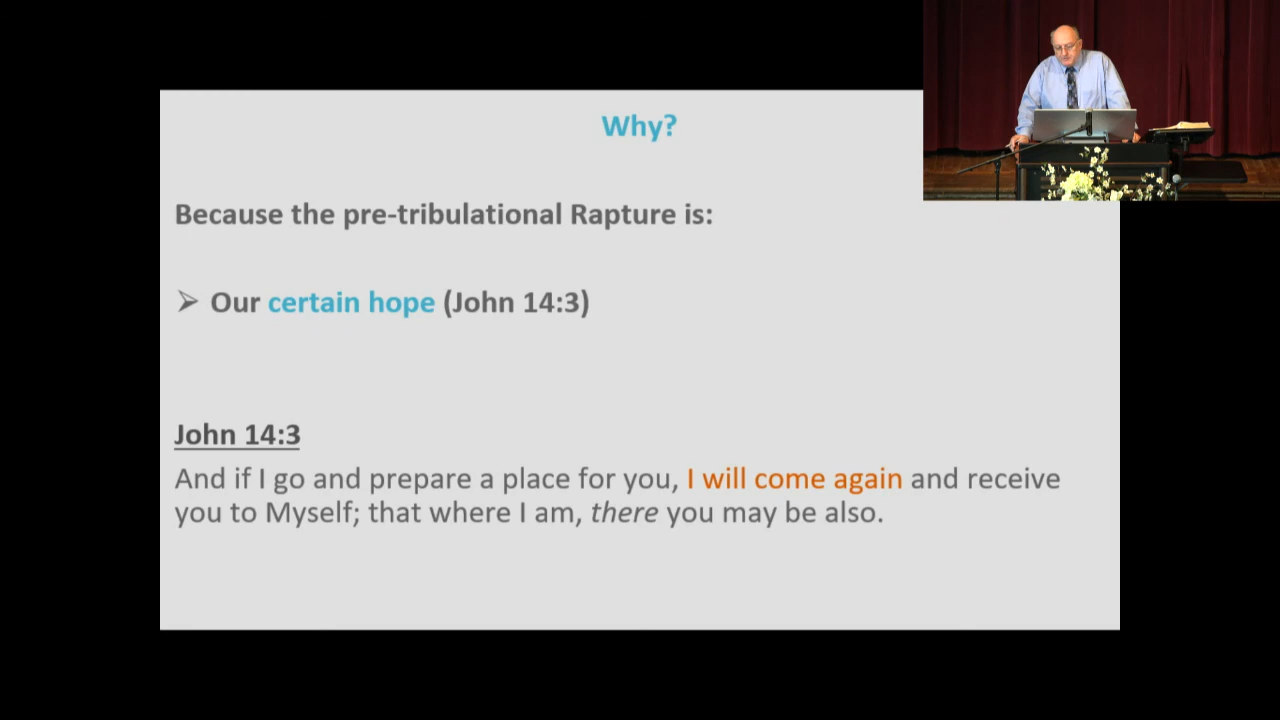 Why?
Because the pre-tribulational Rapture is:
➢ Our certain hope (John 14:3)
John 14:3
And if I go and prepare a place for you, I will come again and receive
you to Myself; that where I am, there you may be also.